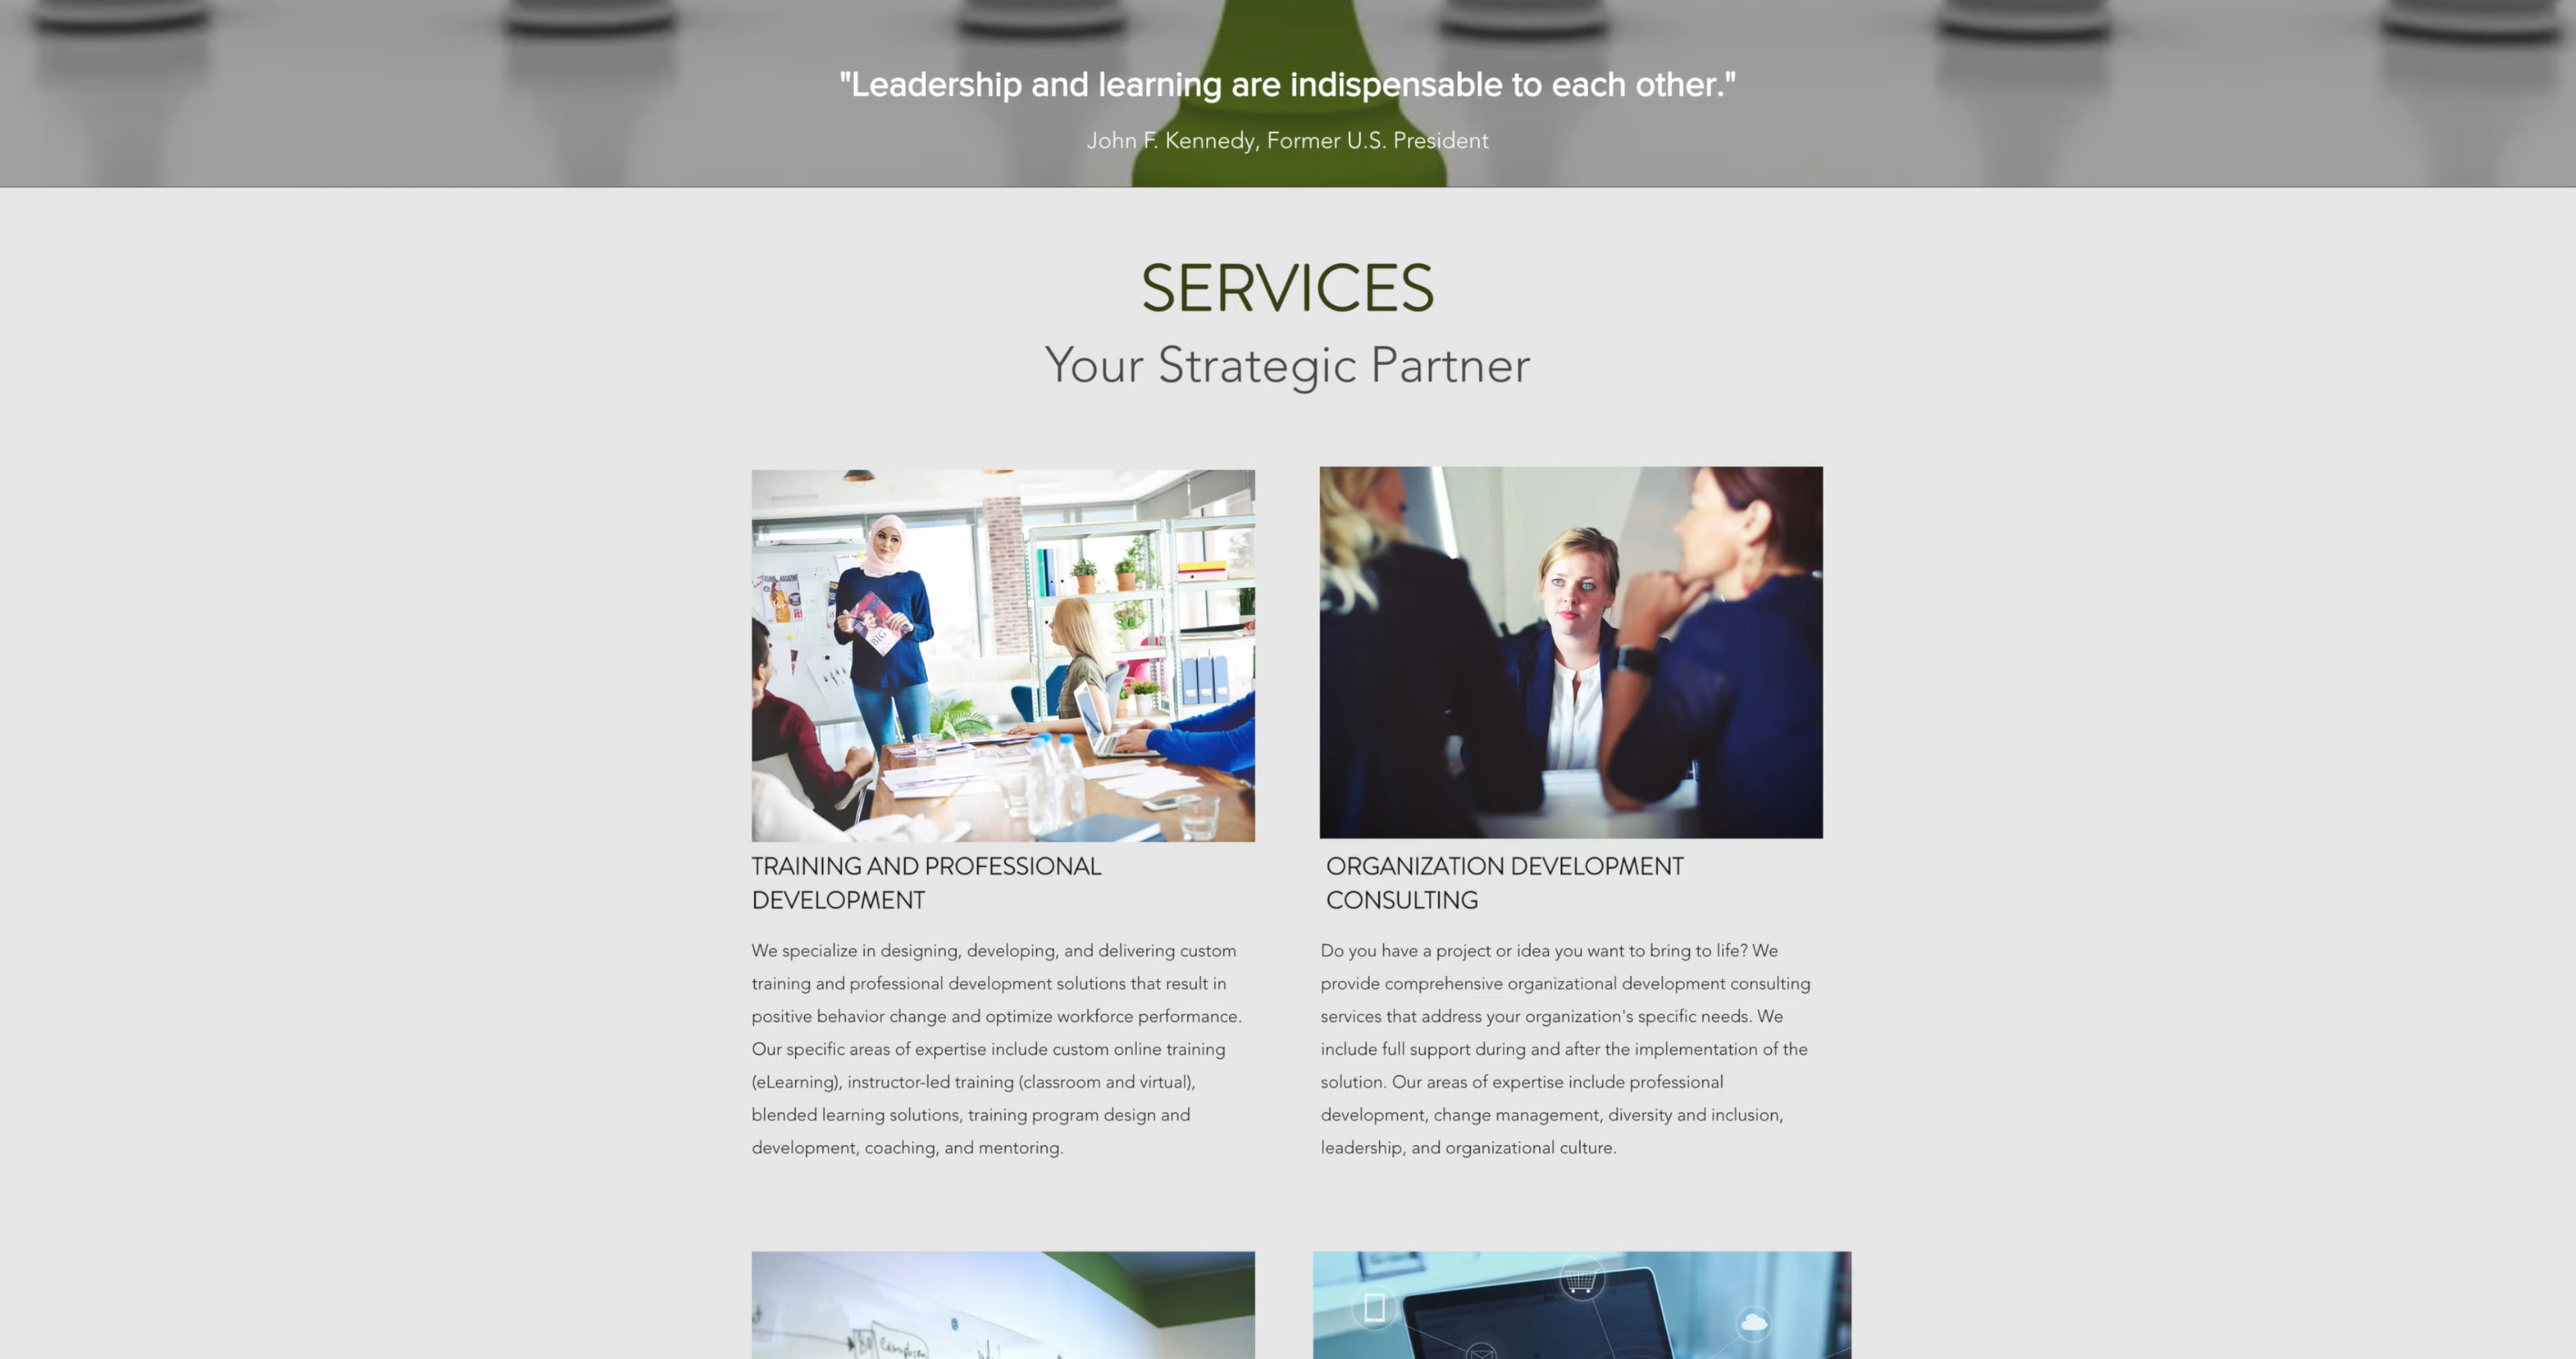 "Leadership and learning are indispensable to each other."
John F. Kennedy, Former U.S. President
SERVICES
Your Strategic Partner
BIG
TRAINING AND PROFESSIONAL
DEVELOPMENT
We specialize in designing, developing, and delivering custom
training and professional development solutions that result in
positive behavior change and optimize workforce performance.
Our specific areas of expertise include custom online training
(eLearning), instructor-led training (classroom and virtual),
blended learning solutions, training program design and
development, coaching, and mentoring.
ORGANIZATION DEVELOPMENT
CONSULTING
Do you have a project or idea you want to bring to life? We
provide comprehensive organizational development consulting
services that address your organization's specific needs. We
include full support during and after the implementation of the
solution. Our areas of expertise include professional
development, change management, diversity and inclusion,
leadership, and organizational culture.